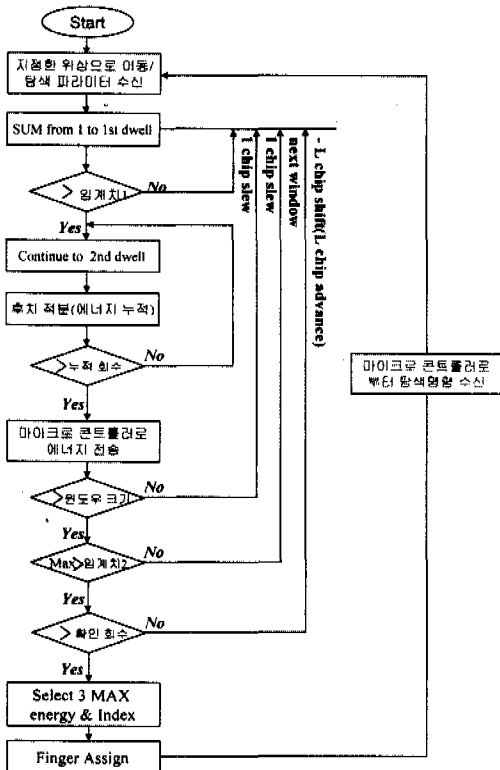 Start
지정한 위상으로 이동/
탐색 파라미터 수신
SUM from 1 to 1st dwell
> 임계치1
No
Yes
Continue to 2nd dwell
후치 적분(에너지 누적)
> 누적 회수
No
Yes
마이크로 콘트롤러로
에너지 전송
> 윈도우 크기
No
Yes
Max> 임계치2
No
Yes
> 확인 회수
No
Yes
Select 3 MAX
energy & Index
Finger Assign
1 chip slew
1 chip slew
next window
- L chip shift(L chip advance)
마이크로 콘트롤러로
부터 탐색명령 수신